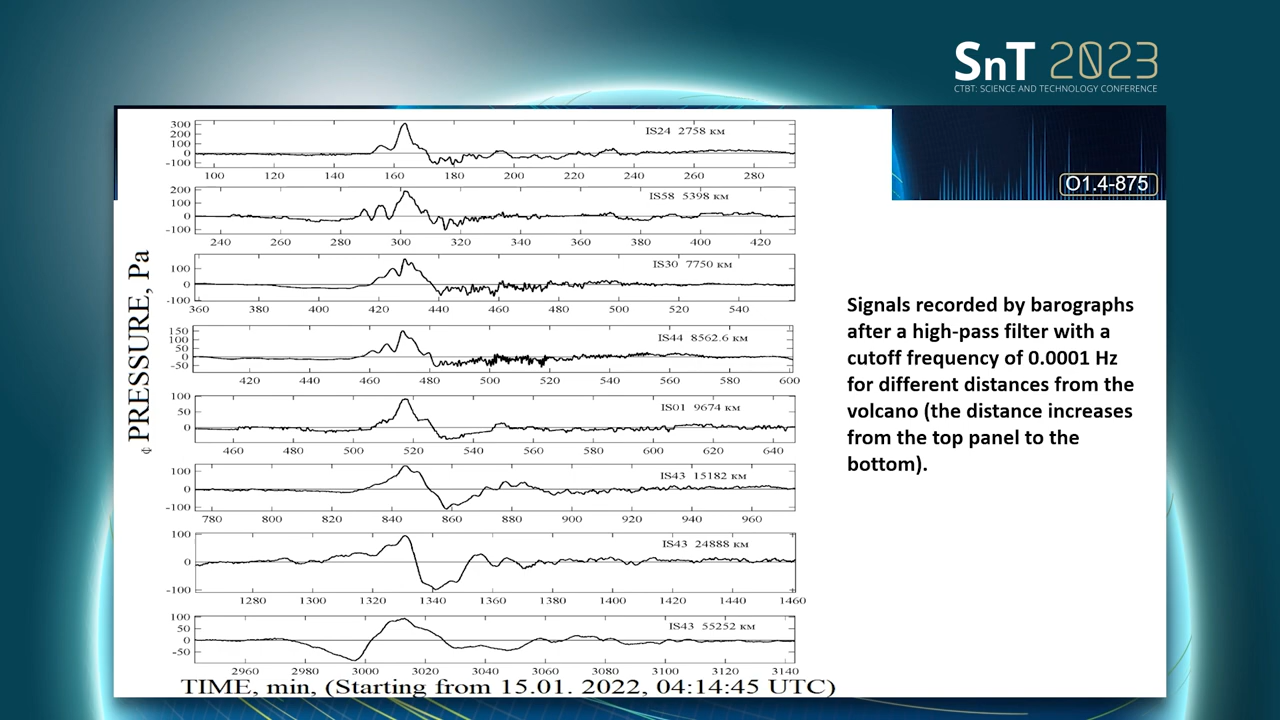 SnT 2023
CTBT: SCIENCE AND TECHNOLOGY CONFERENCE
O1.4-875
300
200
100
0
-100
IS24 2758 км
100 120 140 160 180 200 220 240 260 280
200
100
0
-100
IS58 5398 км
240 260 280 300 320 340 360 380 400 420
100
0
-100
IS30 7750 км
360 380 400 420 440 460 480 500 520 540
150
100
50
0
-50
IS44 8562.6 км
420 440 460 480 500 520 540 560 580 600
100
50
0
IS01 9674 км
460 480 500 520 540 560 580 600 620 640
100
0
-100
IS43 15182 км
780 800 820 840 860 880 900 920 940 960
100
0
-100
IS43 24888 км
1280 1300 1320 1340 1360 1380 1400 1420 1440 1460
100
50
0
-50
IS43 55252 км
2960 2980 3000 3020 3040 3060 3080 3100 3120 3140
PRESSURE, Pa
TIME, min, (Starting from 15.01. 2022, 04:14:45 UTC)
Signals recorded by barographs
after a high-pass filter with a
cutoff frequency of 0.0001 Hz
for different distances from the
volcano (the distance increases
from the top panel to the
bottom).